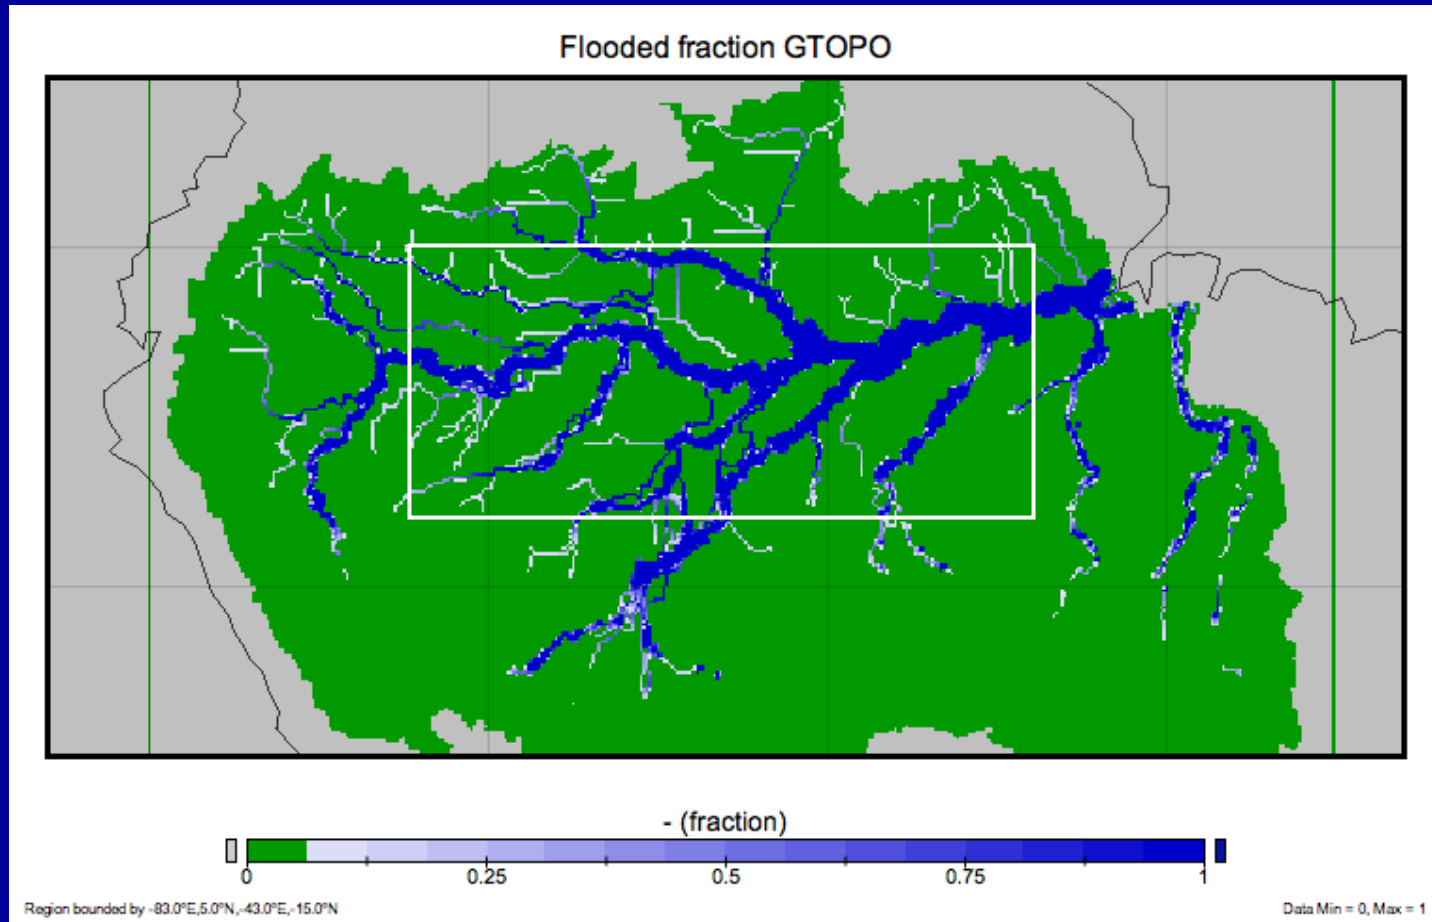 Flooded fraction GTOPO
- (fraction)
0 0.25 0.5 0.75 1
Region bounded by -83.0°E,5.0°N,-43.0°E,-15.0°N
Data Min = 0, Max = 1